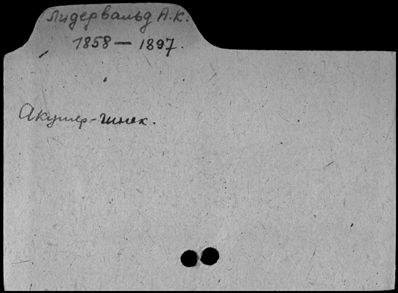 Лидервальд А.К.
1858 — 1897.
Акушер-гинек.